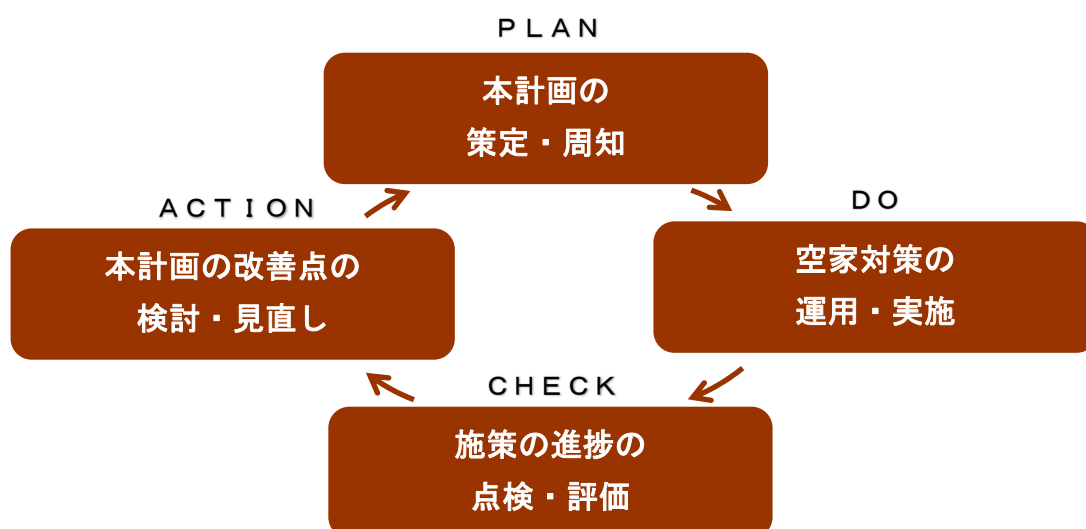 ＰＬＡＮ
本計画の
策定・周知
ＤＯ
空家対策の
運用・実施
ＣＨＥＣＫ
施策の進捗の
点検・評価
ＡＣＴＩＯＮ
本計画の改善点の
検討・見直し